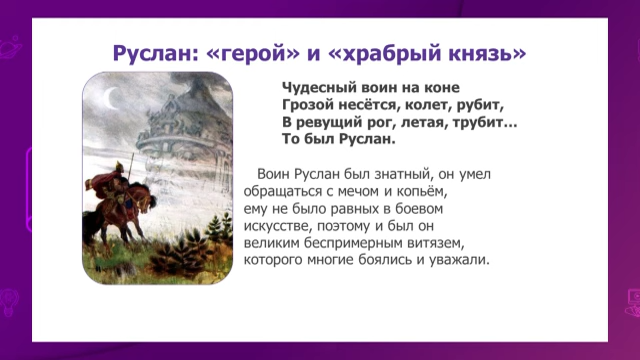 Руслан: «герой» и «храбрый князь»
Чудесный воин на коне
Грозой несётся, колет, рубит,
В ревущий рог, летая, трубит...
То был Руслан.
Воин Руслан был знатный, он умел
обращаться с мечом и копьём,
ему не было равных в боевом
искусстве, поэтому и был он
великим беспримерным витязем,
которого многие боялись и уважали.